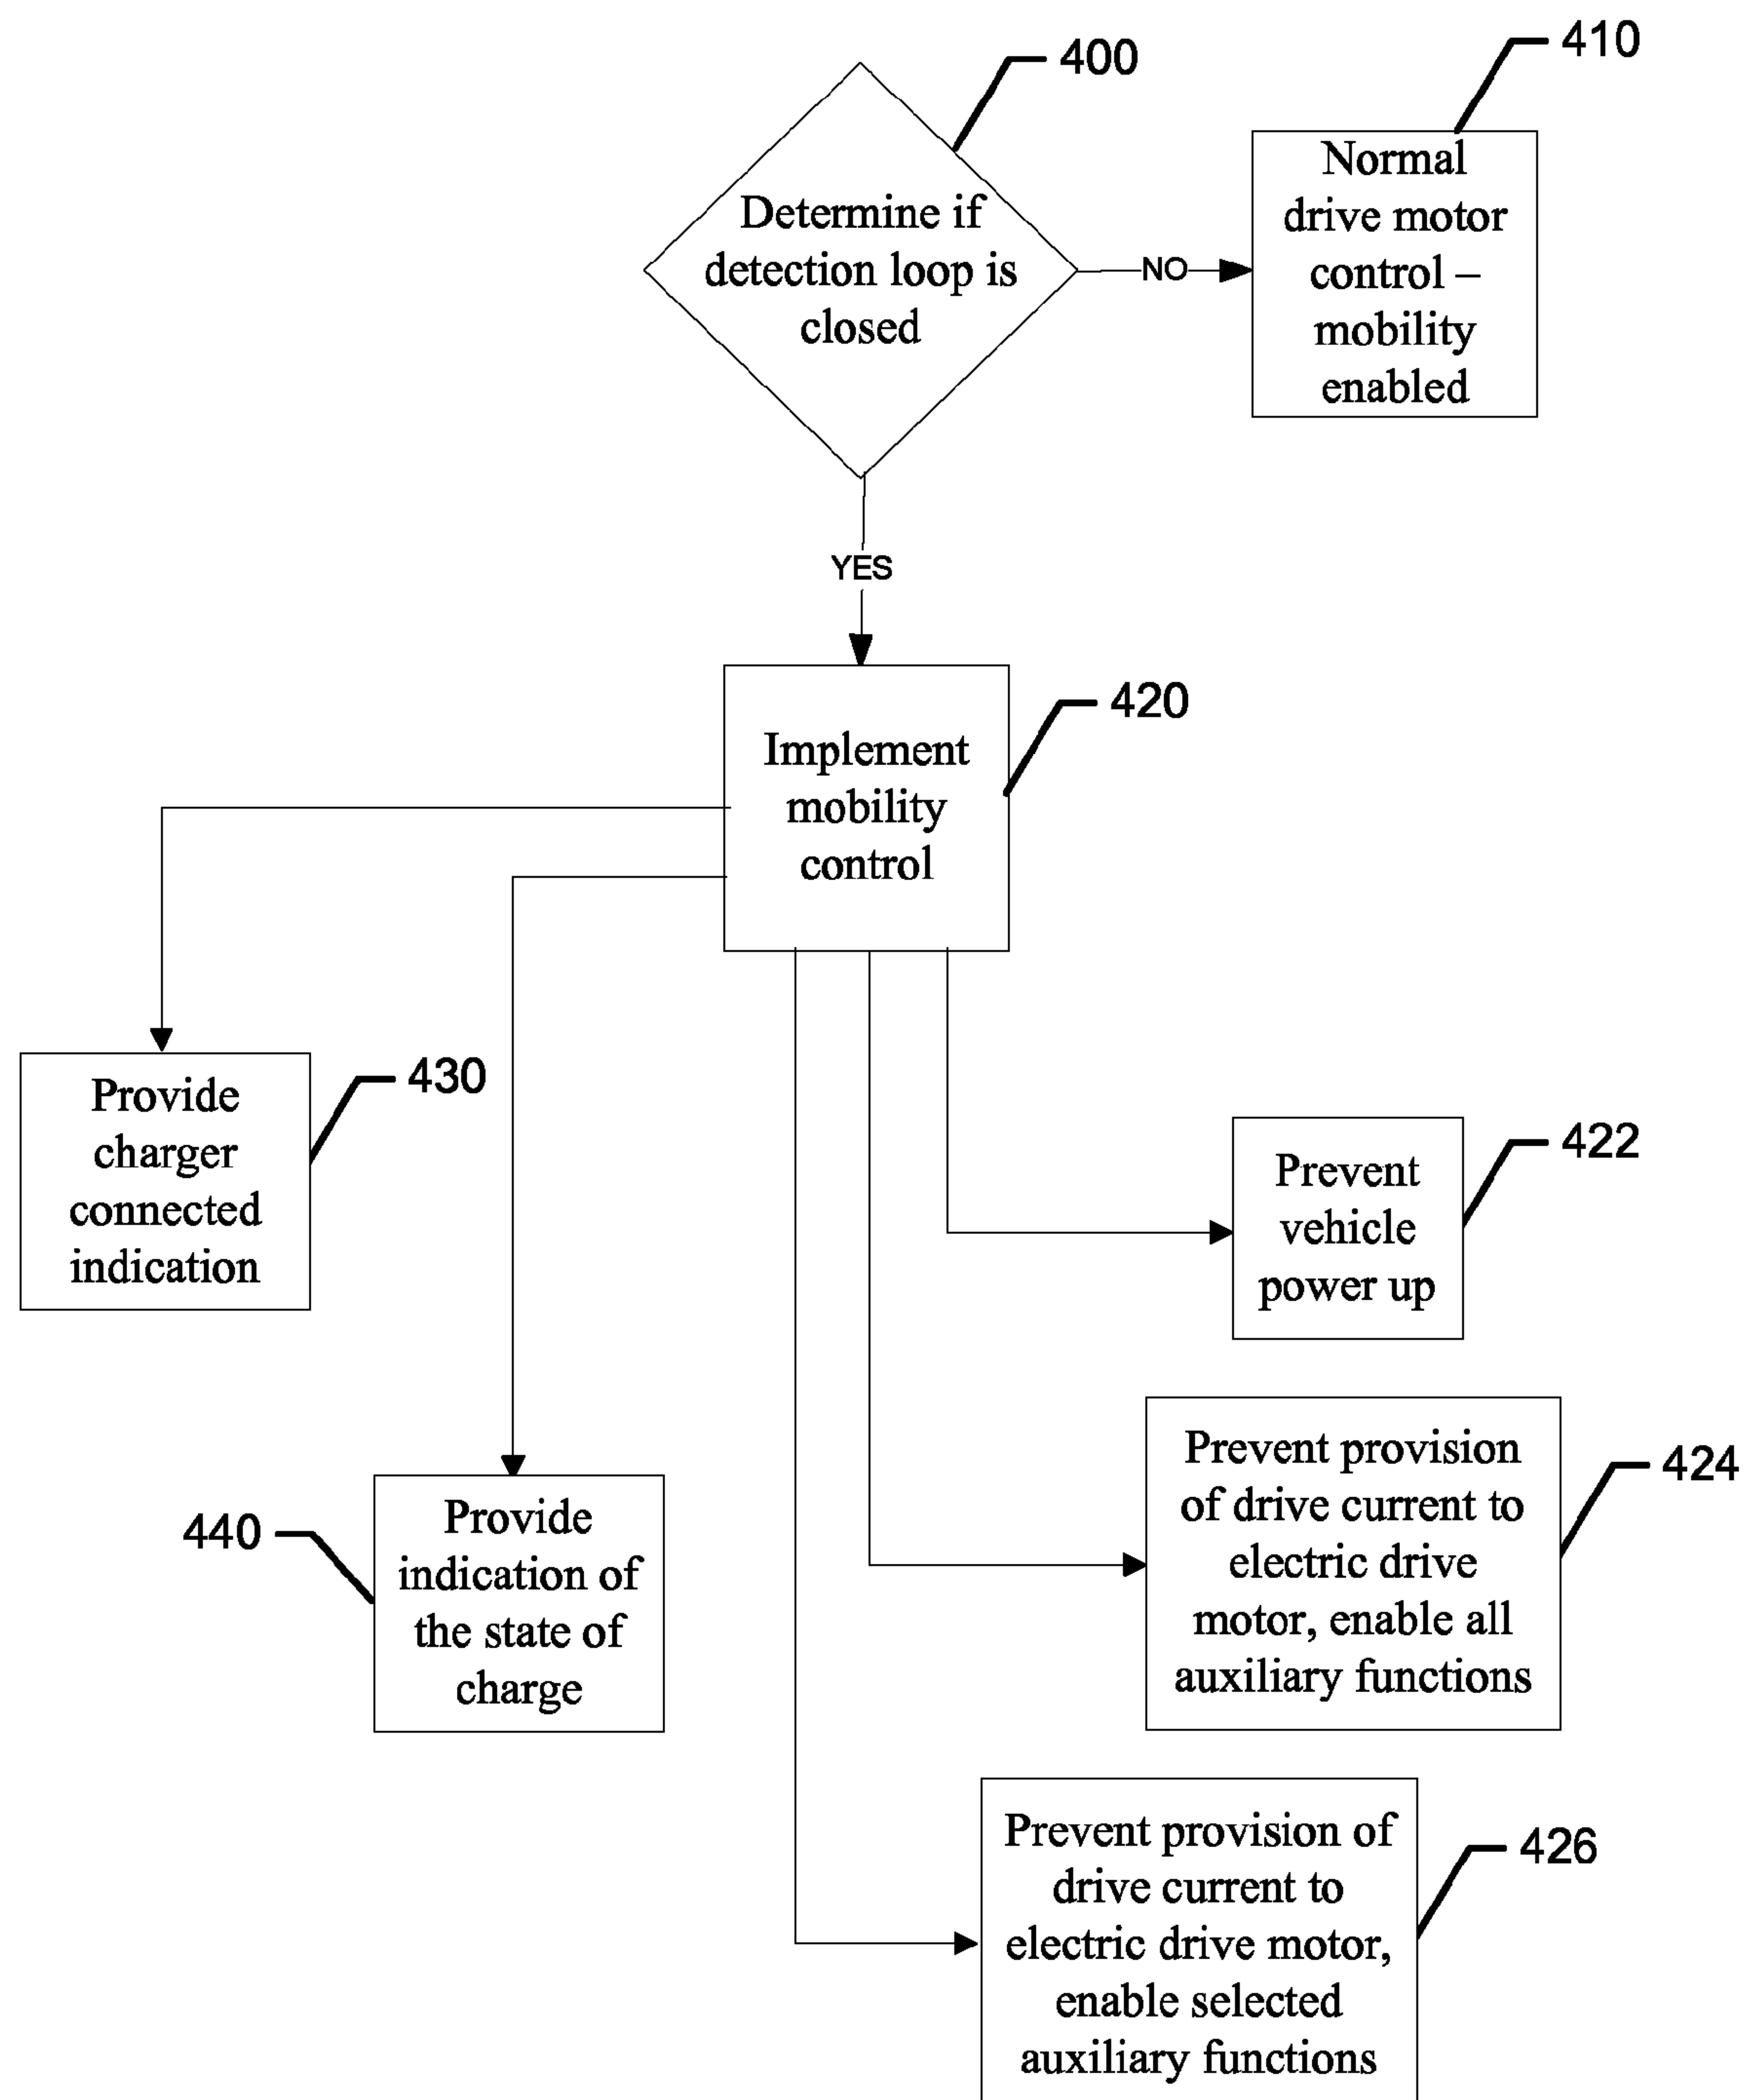 400
410
Determine if
detection loop is
closed
NO
Normal
drive motor
control –
mobility
enabled
YES
420
Implement
mobility
control
430
Provide
charger
connected
indication
422
Prevent
vehicle
power up
424
Prevent provision
of drive current to
electric drive
motor, enable all
auxiliary functions
440
Provide
indication of
the state of
charge
426
Prevent provision of
drive current to
electric drive motor,
enable selected
auxiliary functions